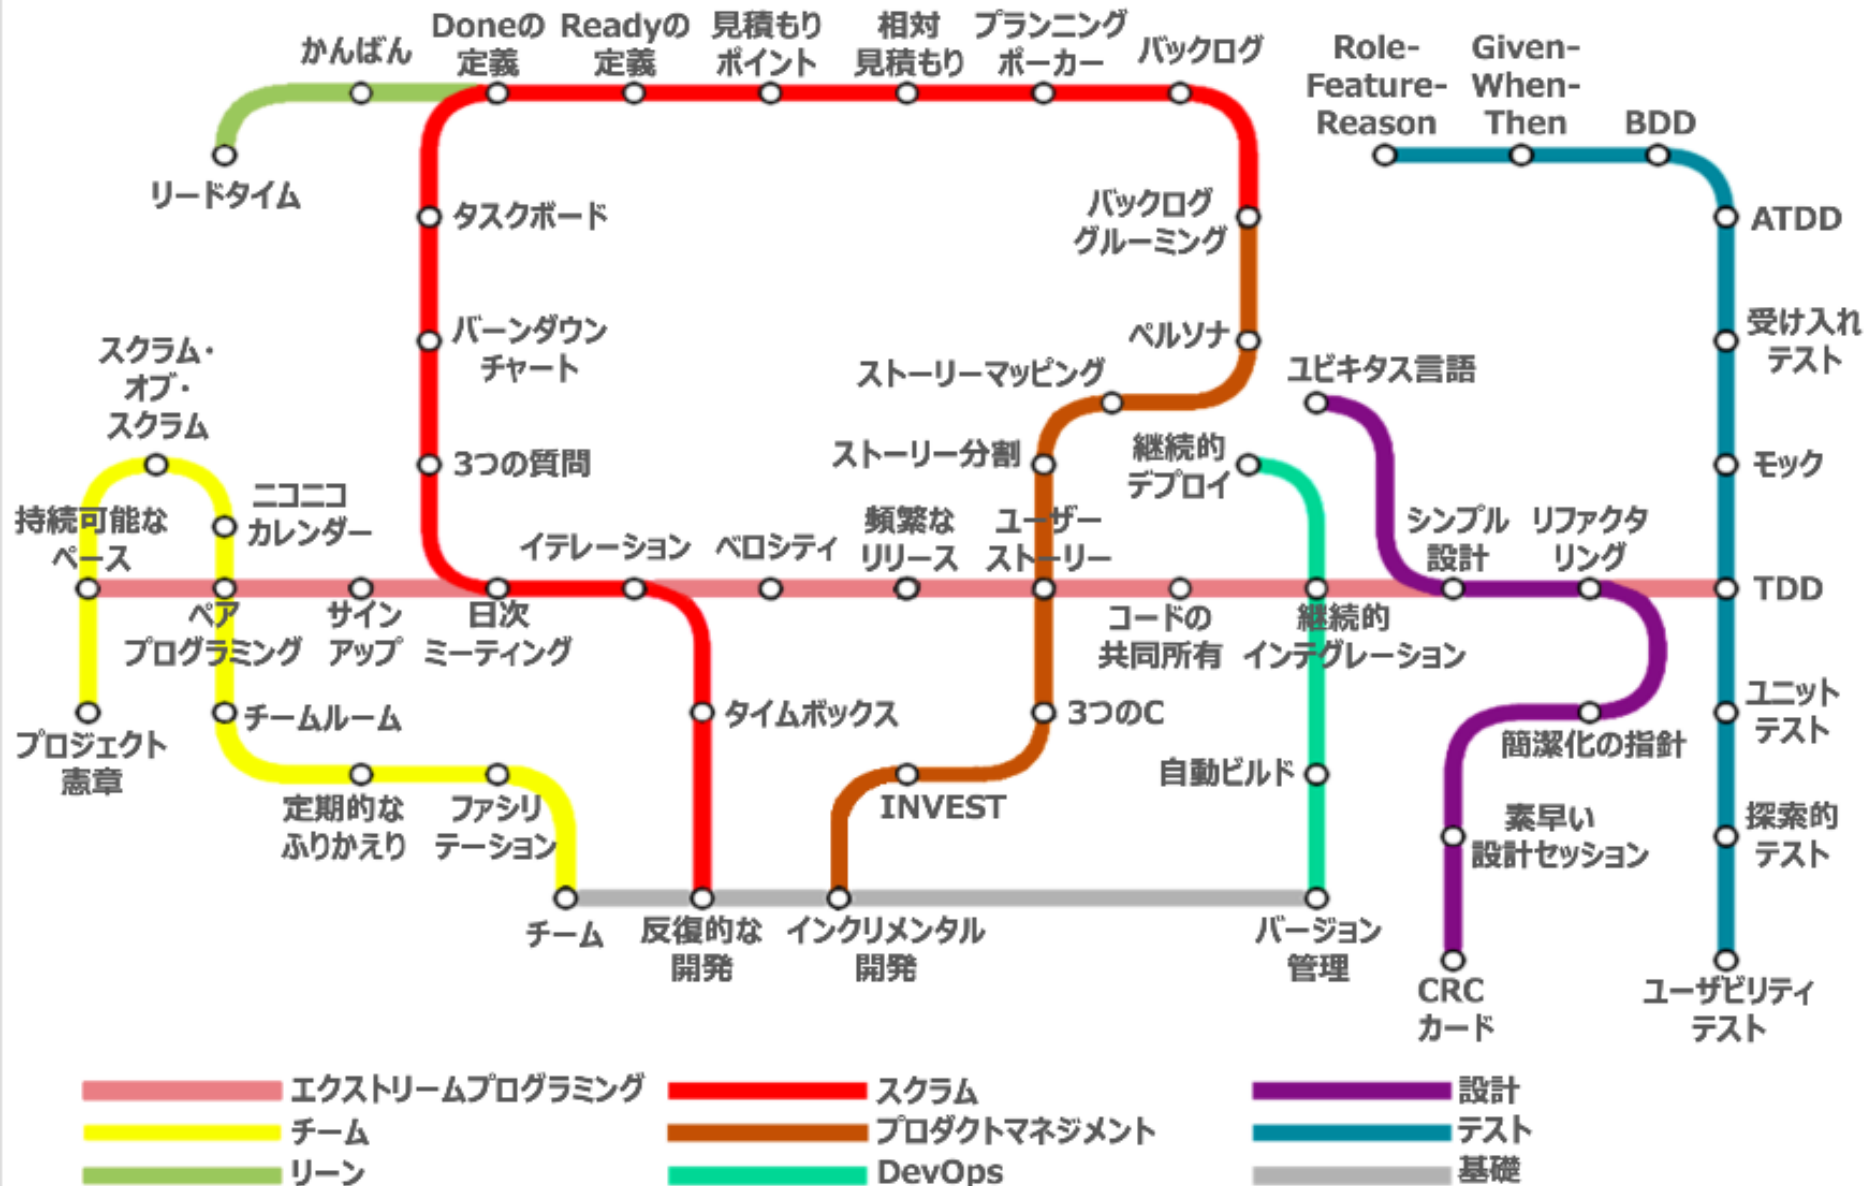 かんばん
Doneの
定義
Readyの
定義
見積もり
ポイント
相対
見積もり
プランニング
ポーカー
バックログ
Role-
Feature-
Reason
Given-
When-
Then
BDD
リードタイム
タスクボード
バックログ
グルーミング
ATDD
バーンダウン
チャート
ペルソナ
受け入れ
テスト
スクラム・
オブ・
スクラム
ストーリーマッピング
ユビキタス言語
3つの質問
ストーリー分割
継続的
デプロイ
モック
持続可能な
ペース
ニコニコ
カレンダー
イテレーション
ベロシティ
頻繁な
リリース
ユーザー
ストーリー
シンプル
設計
リファクタ
リング
TDD
ペア
プログラミング
サイン
アップ
日次
ミーティング
コードの
共同所有
継続的
インテグレーション
プロジェクト
憲章
チームルーム
タイムボックス
3つのC
簡潔化の指針
ユニット
テスト
定期的な
ふりかえり
ファシリ
テーション
INVEST
自動ビルド
素早い
設計セッション
探索的
テスト
チーム
反復的な
開発
インクリメンタル
開発
バージョン
管理
CRC
カード
ユーザビリティ
テスト
エクストリームプログラミング
スクラム
設計
チーム
プロダクトマネジメント
テスト
リーン
DevOps
基礎